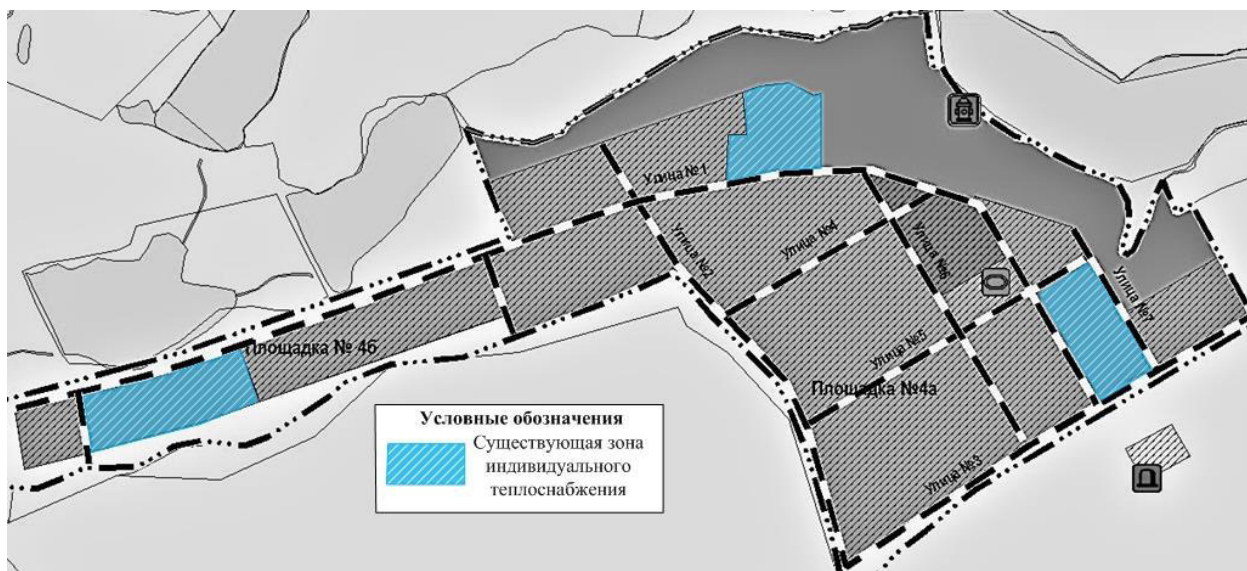 Улица №1
Улица №4
Улица №2
Улица №6
Улица №7
Площадка № 4б
Улица №5
Площадка №4а
Улица №3
Условные обозначения
Существующая зона
индивидуального
теплоснабжения